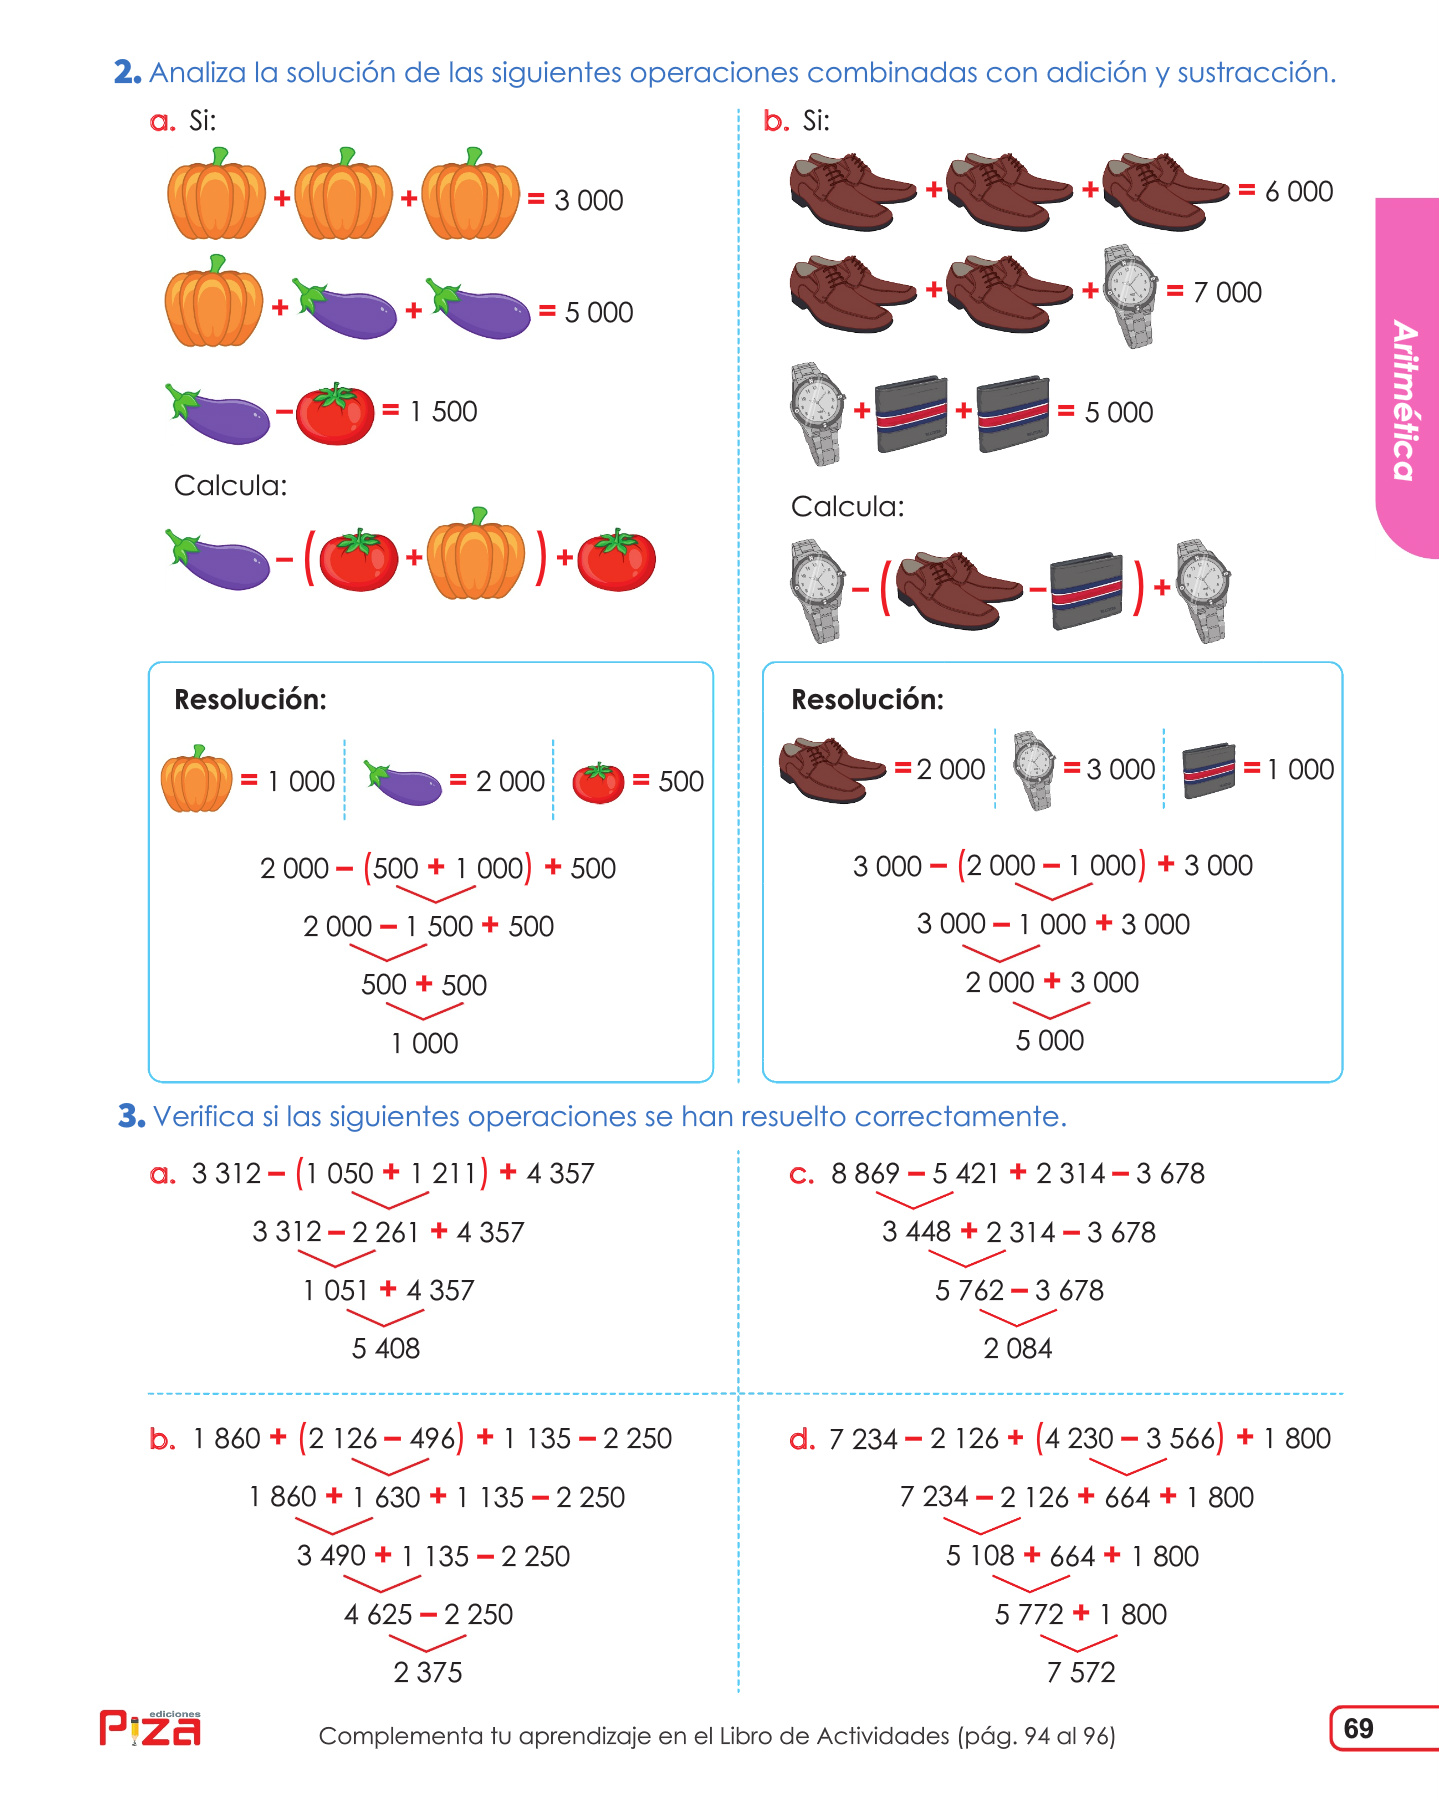 2. Analiza la solución de las siguientes operaciones combinadas con adición y sustracción.
a. Si:
+ + = 3 000
+ + = 5 000
− = 1 500
Calcula:
− ( + ) + 
Resolución:
= 1 000 = 2 000 = 500
2 000 − (500 + 1 000) + 500
2 000 − 1 500 + 500
500 + 500
1 000
b. Si:
+ + = 6 000
+ + = 7 000
+ + = 5 000
Calcula:
− ( − ) +
Resolución:
= 2 000 = 3 000 = 1 000
3 000 − (2 000 − 1 000) + 3 000
3 000 − 1 000 + 3 000
2 000 + 3 000
5 000
Aritmética
3. Verifica si las siguientes operaciones se han resuelto correctamente.
a. 3 312 − (1 050 + 1 211) + 4 357
3 312 − 2 261 + 4 357
1 051 + 4 357
5 408
c. 8 869 − 5 421 + 2 314 − 3 678
3 448 + 2 314 − 3 678
5 762 − 3 678
2 084
b. 1 860 + (2 126 − 496) + 1 135 − 2 250
1 860 + 1 630 + 1 135 − 2 250
3 490 + 1 135 − 2 250
4 625 − 2 250
2 375
d. 7 234 − 2 126 + (4 230 − 3 566) + 1 800
7 234 − 2 126 + 664 + 1 800
5 108 + 664 + 1 800
5 772 + 1 800
7 572
ediciones
Piza
Complementa tu aprendizaje en el Libro de Actividades (pág. 94 al 96)
69